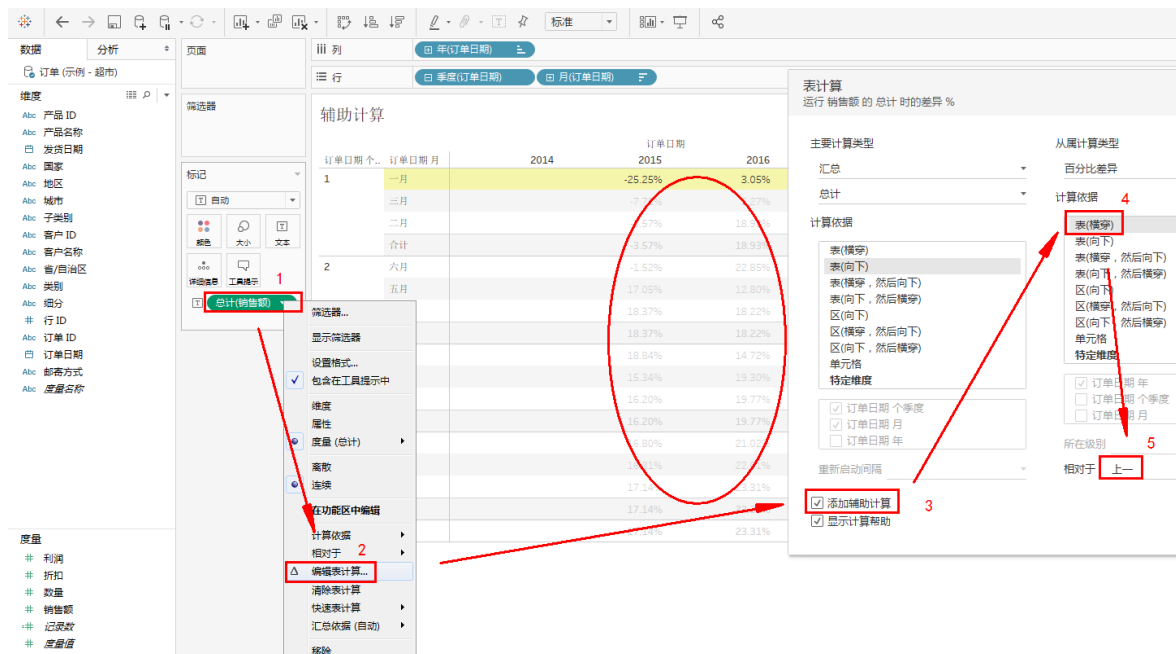 标准
数据 分析
页面
iii 列
年(订单日期)
订单 (示例 - 超市)
行
季度(订单日期) 月(订单日期)
维度
筛选器
Abc 产品 ID
Abc 产品名称
发货日期
Abc 国家
Abc 地区
Abc 城市
Abc 子类别
Abc 客户 ID
Abc 客户名称
Abc 省/自治区
Abc 类别
Abc 细分
# 行 ID
Abc 订单 ID
订单日期
Abc 邮寄方式
Abc 度量名称
度量
# 利润
# 折扣
# 数量
# 销售额
# 记录数
# 度量值
标记
自动
颜色 大小 文本
详细信息 工具提示
1
总计(销售额)
筛选器...
显示筛选器
设置格式...
包含在工具提示中
维度
属性
度量 (总计)
离散
连续
在功能区中编辑
计算依据
相对于
2
编辑表计算...
清除表计算
快速表计算
汇总依据 (自动)
移除
辅助计算
订单日期
订单日期 个.. 订单日期 月 2014 2015 2016
1 一月 -25.25% 3.05%
三月
二月
合计 -3.57% 18.93%
2 六月 -1.52% 22.85%
五月 17.05% 12.80%
18.37% 18.22%
18.37% 18.22%
18.84% 14.72%
15.34% 19.30%
16.20% 19.77%
16.20% 19.77%
17.14%
17.14% 23.31%
表计算
运行 销售额 的 总计 时的差异 %
主要计算类型
汇总
总计
计算依据
表(横穿)
表(向下)
表(横穿，然后向下)
表(向下，然后横穿)
区(向下)
区(横穿，然后向下)
区(向下，然后横穿)
单元格
特定维度
订单日期 个季度
订单日期 月
订单日期 年
重新启动间隔
添加辅助计算
3
显示计算帮助
从属计算类型
百分比差异
计算依据
4
表(横穿)
表(向下)
表(横穿，然后向下)
表(向下，然后横穿)
区(向下)
区(横穿，然后向下)
区(向下，然后横穿)
单元格
特定维度
订单日期 年
订单日期 个季度
订单日期 月
所在级别
5
相对于 上一